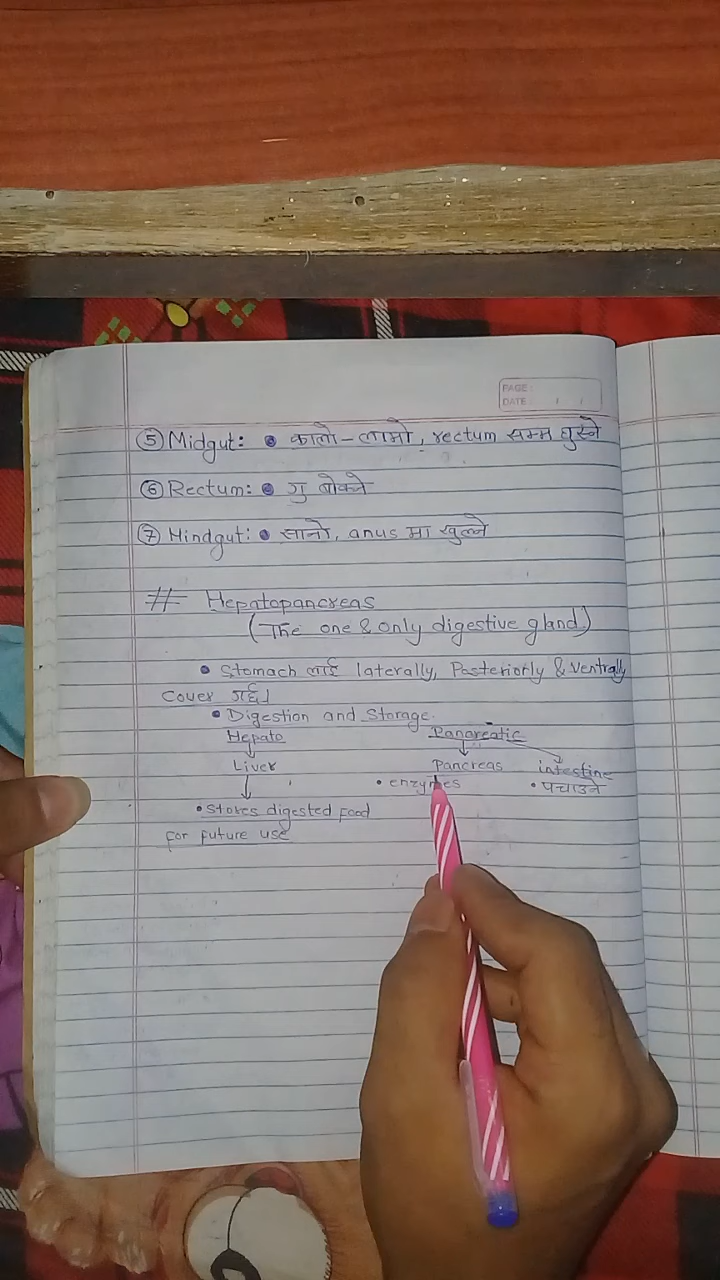 PAGE:
DATE: / /
⑤ Midgut: • कालो-लामो, rectum सम्म घुस्ने
⑥ Rectum: • गु बोक्ने
⑦ Hindgut: • सानो, anus मा खुल्ने
# Hepatopancreas
(The one & only digestive gland)
• Stomach लाई laterally, Posteriorly & Ventrally
Cover गर्छ।
• Digestion and Storage.
Hepato Pancreatic
Liver Pancreas intestine
• enzymes • पचाउने
• Stores digested food
for future use